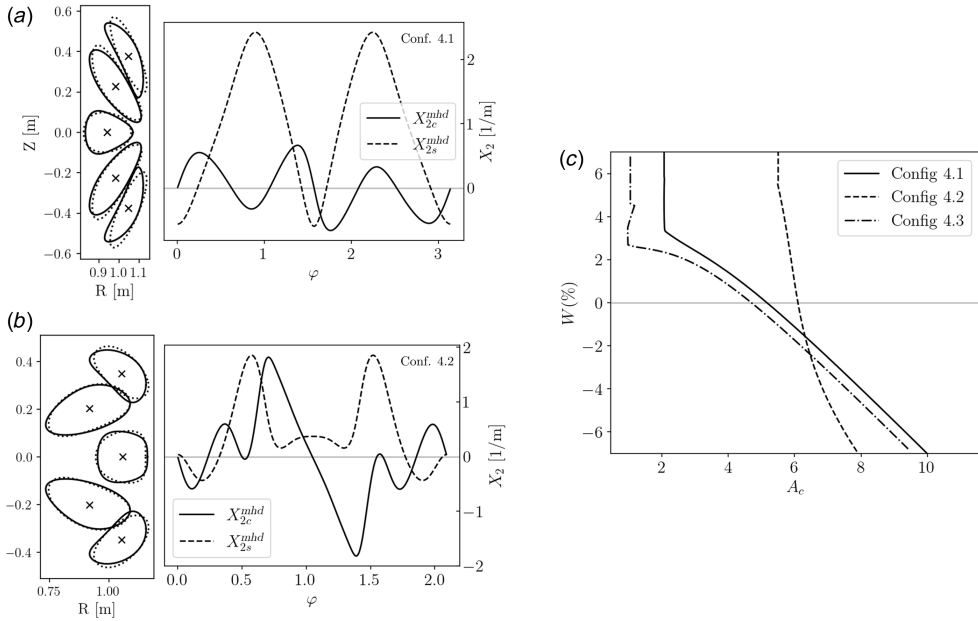 (a)
0.6
0.4
0.2
0.0
−0.2
−0.4
−0.6
Z [m]
0.9 1.0 1.1
R [m]
Conf. 4.1
X_{2c}^{mhd}
X_{2s}^{mhd}
2
1
0
X_2 [1/m]
0 1 2 3
φ
(b)
0.4
0.2
0.0
−0.2
−0.4
0.75 1.00
R [m]
Conf. 4.2
X_{2c}^{mhd}
X_{2s}^{mhd}
2
1
0
−1
−2
X_2 [1/m]
0.0 0.5 1.0 1.5 2.0
φ
(c)
6
4
2
0
−2
−4
−6
W(%)
Config 4.1
Config 4.2
Config 4.3
2 4 6 8 10
A_c